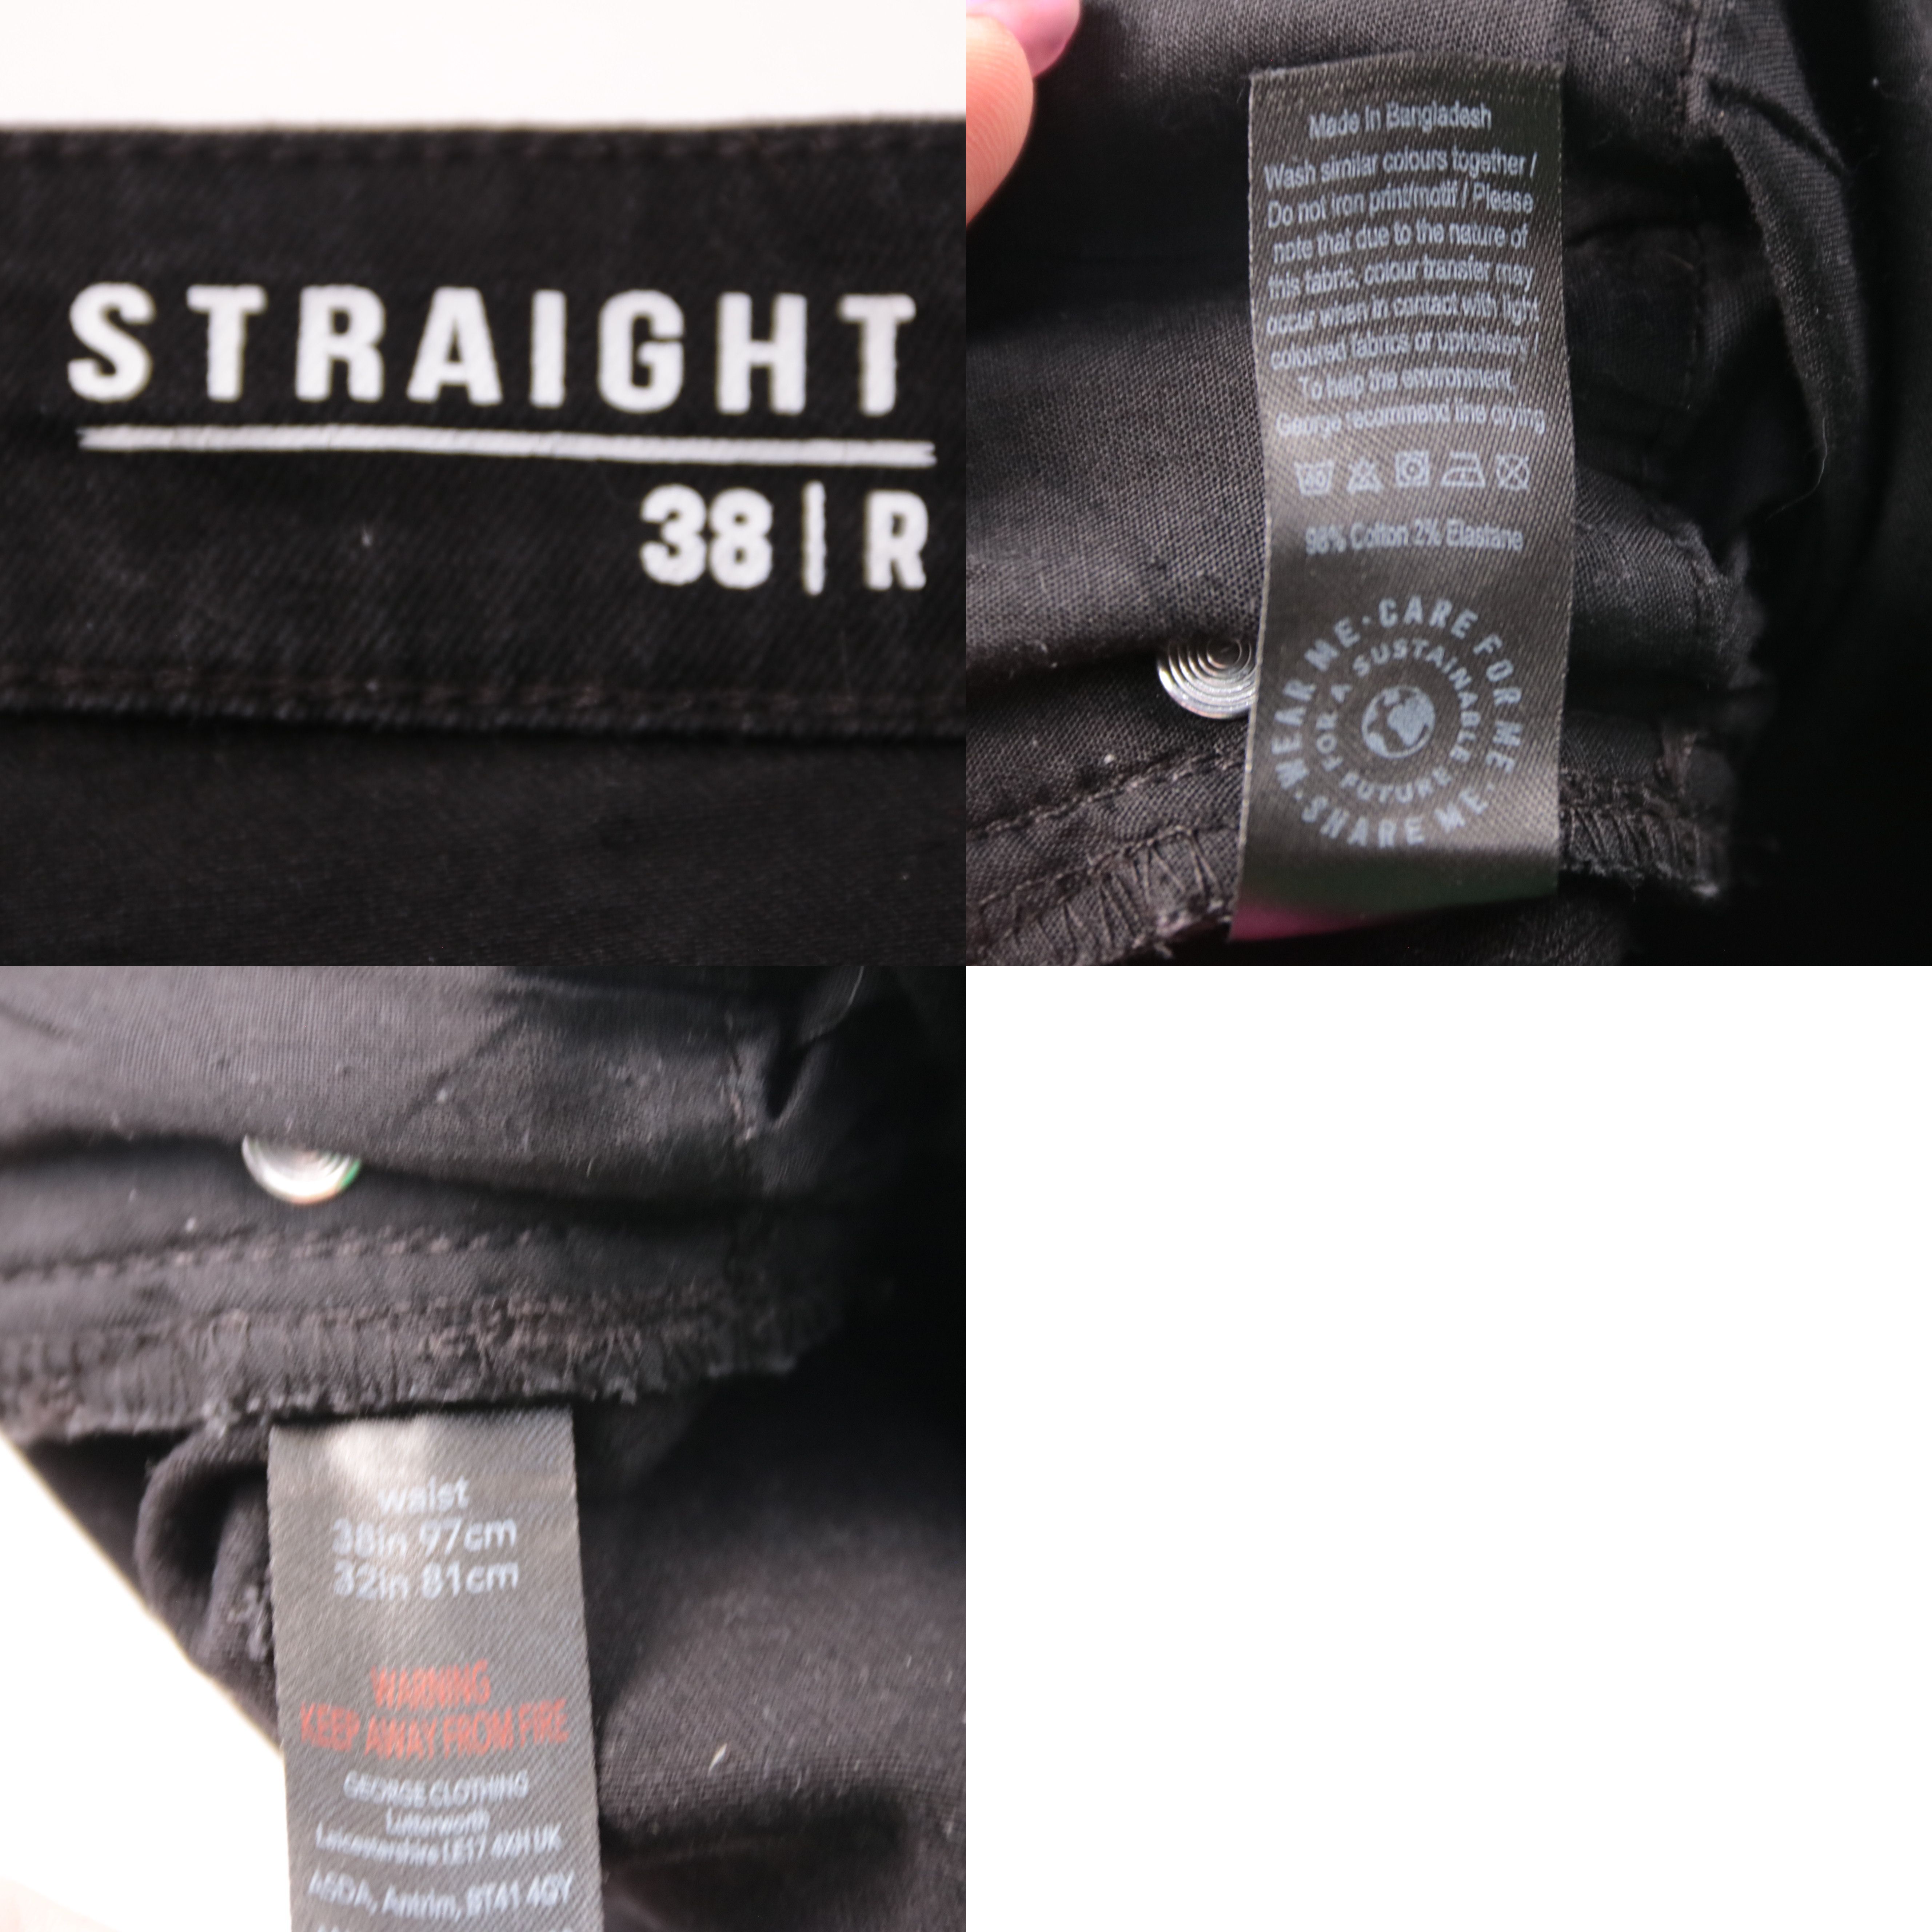 STRAIGHT
38 | R
Made In Bangladesh
Wash similar colours together /
Do not iron print/motif / Please
note that due to the nature of
this fabric, colour transfer may
occur when in contact with light
coloured fabrics or upholstery /
To help the environment,
George recommend line drying
98% Cotton 2% Elastane
WEAR ME · CARE FOR ME · SHARE ME
FOR A SUSTAINABLE FUTURE
waist
38in 97cm
32in 81cm
WARNING
KEEP AWAY FROM FIRE
GEORGE CLOTHING
Lutterworth
Leicestershire LE17 4XH UK
ASDA, Antrim, BT41 4GY